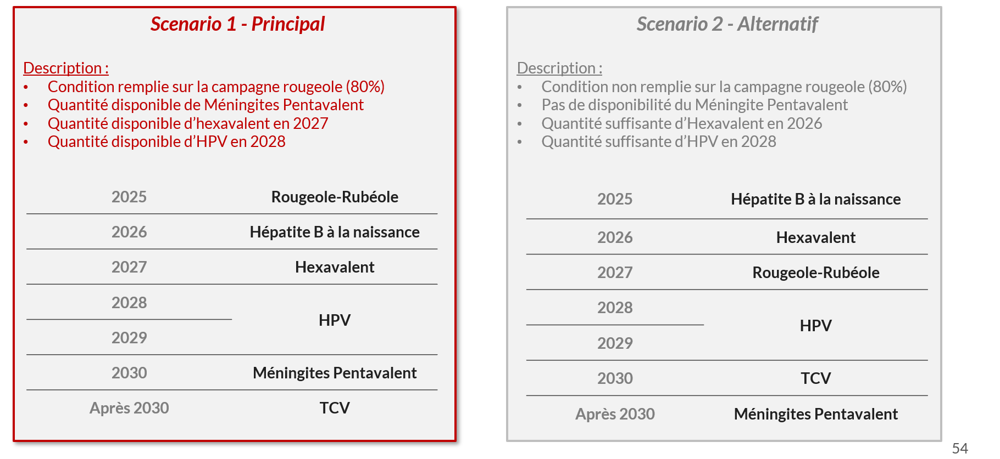 Scenario 1 - Principal
Description :
• Condition remplie sur la campagne rougeole (80%)
• Quantité disponible de Méningites Pentavalent
• Quantité disponible d’hexavalent en 2027
• Quantité disponible d’HPV en 2028
2025 Rougeole-Rubéole
2026 Hépatite B à la naissance
2027 Hexavalent
2028
HPV
2029
2030 Méningites Pentavalent
Après 2030 TCV
Scenario 2 - Alternatif
Description :
• Condition non remplie sur la campagne rougeole (80%)
• Pas de disponibilité du Méningite Pentavalent
• Quantité suffisante d’Hexavalent en 2026
• Quantité suffisante d’HPV en 2028
2025 Hépatite B à la naissance
2026 Hexavalent
2027 Rougeole-Rubéole
2028
HPV
2029
2030 TCV
Après 2030 Méningites Pentavalent
54